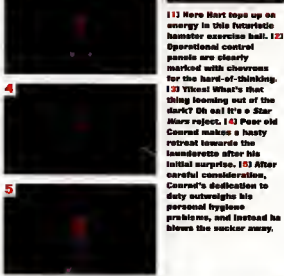 [1] Hero Hart tops up on
energy in this futuristic
hamster exercise ball. [2]
Operational control
panels are clearly
marked with chevrons
for the hard-of-thinking.
[3] Yikes! What's that
thing looming out of the
dark? Oh no! It's a Star
Wars reject. [4] Poor old
Conrad makes a hasty
retreat towards the
launderette after his
initial surprise. [5] After
careful consideration,
Conrad's dedication to
duty outweighs his
personal hygiene
problems, and instead he
blows the sucker away.
4
5